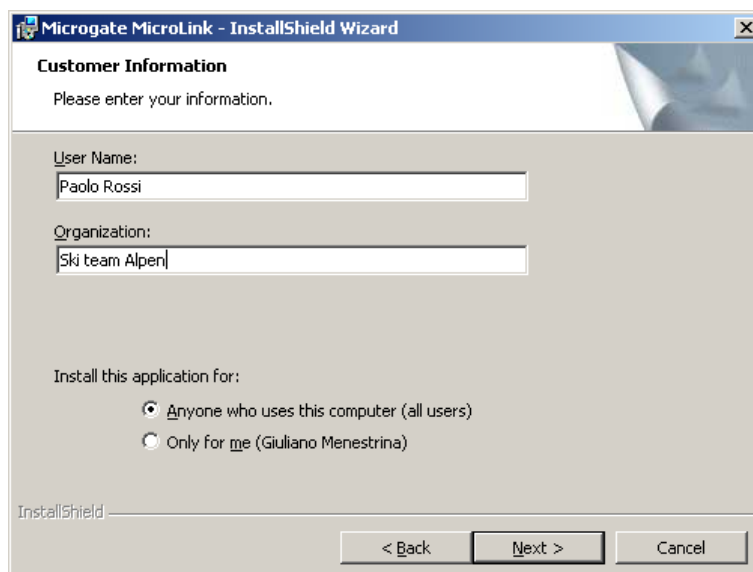 Microgate MicroLink - InstallShield Wizard
Customer Information
Please enter your information.
User Name:
Paolo Rossi
Organization:
Ski team Alpen
Install this application for:
Anyone who uses this computer (all users)
Only for me (Giuliano Menestrina)
InstallShield
< Back Next > Cancel